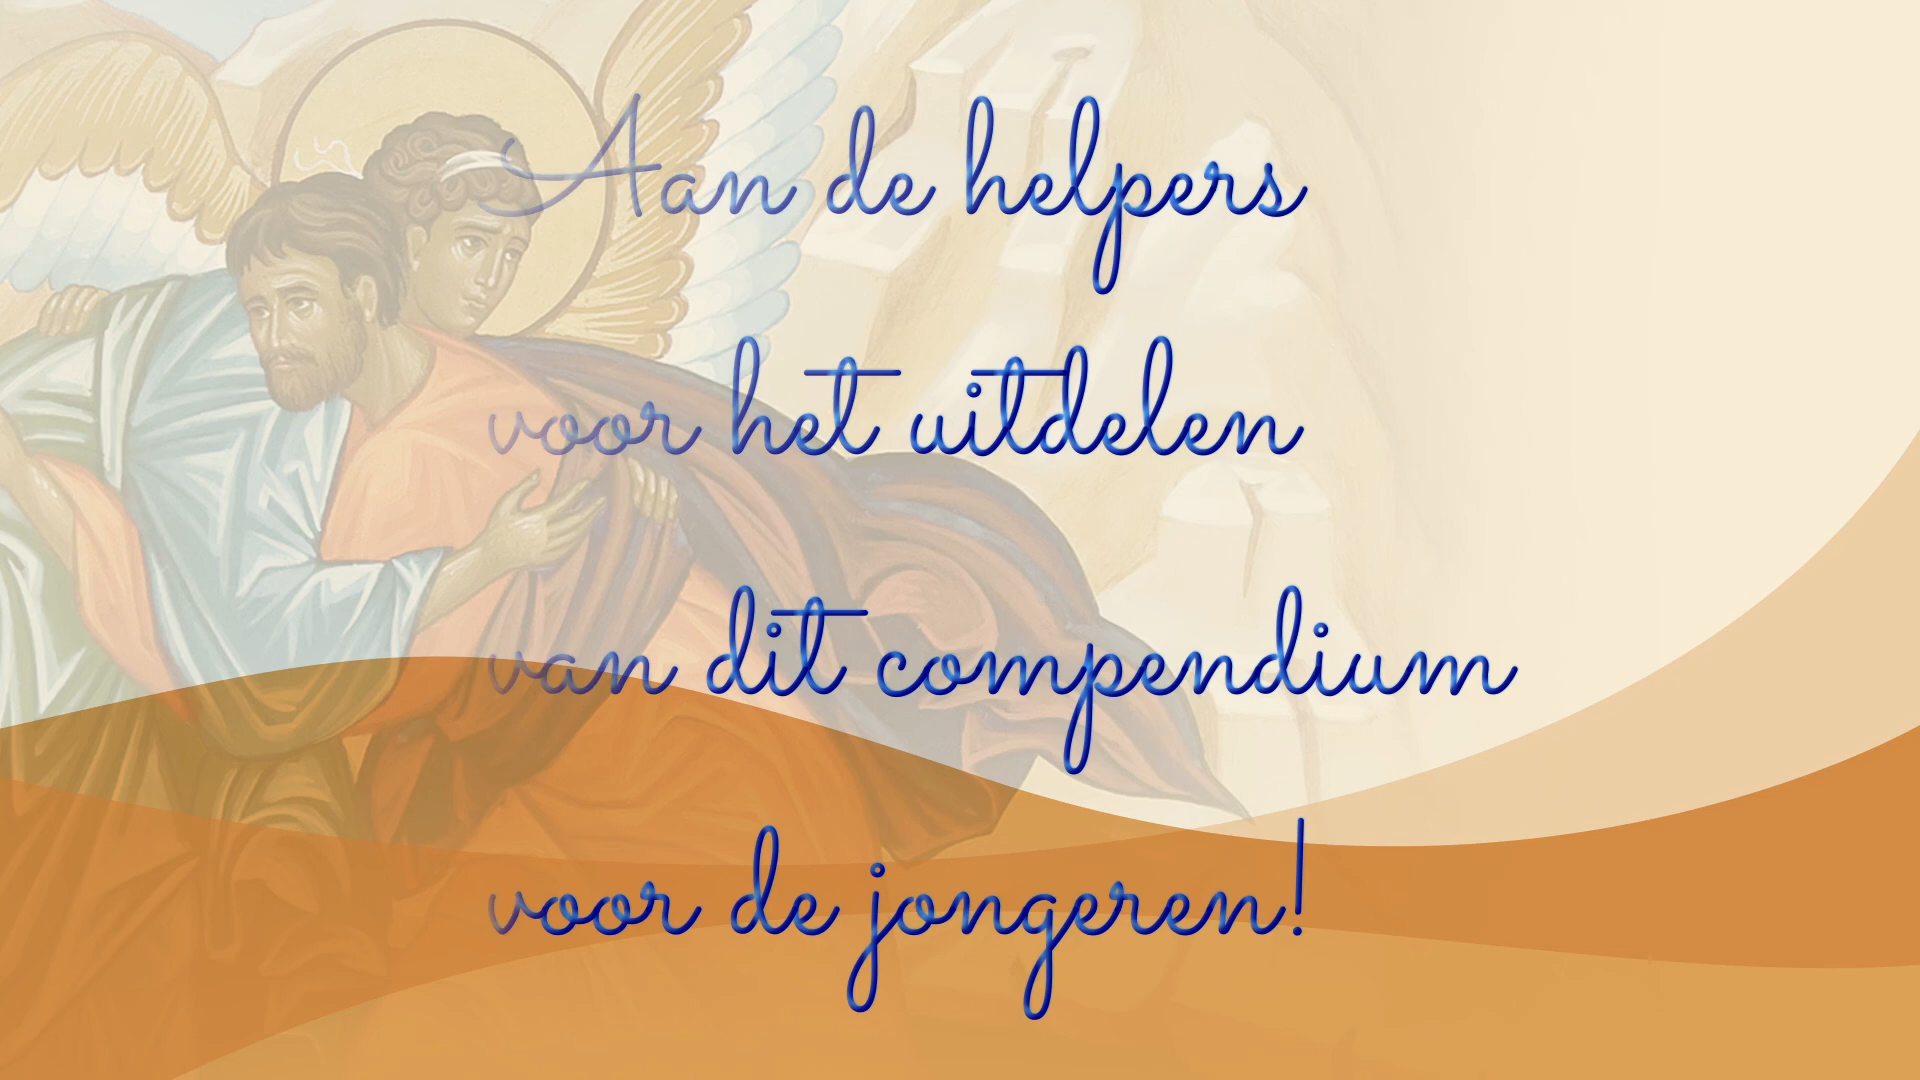 Aan de helpers
voor het uitdelen
van dit compendium
voor de jongeren!